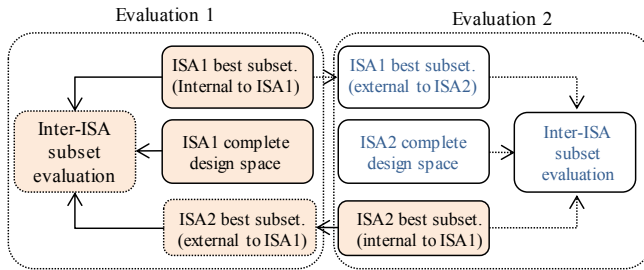 Evaluation 1
Evaluation 2
ISA1 best subset.
(Internal to ISA1)
ISA1 best subset.
(external to ISA2)
Inter-ISA
subset
evaluation
ISA1 complete
design space
ISA2 complete
design space
Inter-ISA
subset
evaluation
ISA2 best subset.
(external to ISA1)
ISA2 best subset.
(internal to ISA1)